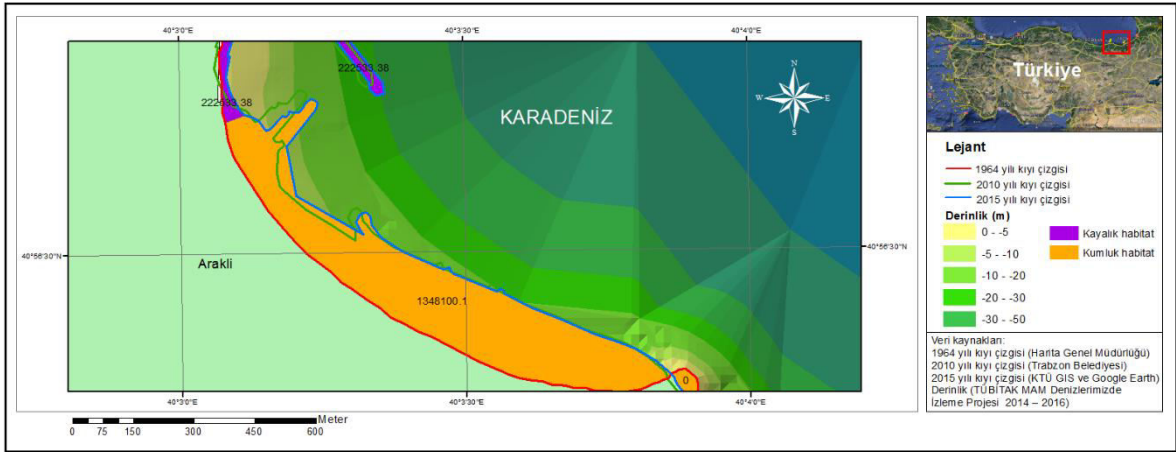 40°3'0"E 40°3'30"E 40°4'0"E
222533.38
222533.38
KARADENİZ
N
W E
S
40°56'30"N
40°56'30"N
Arakli
1348100.1
0
40°3'0"E 40°3'30"E 40°4'0"E
Meter
0 75 150 300 450 600
Türkiye
Lejant
1964 yılı kıyı çizgisi
2010 yılı kıyı çizgisi
2015 yılı kıyı çizgisi
Derinlik (m)
0 - -5
-5 - -10
-10 - -20
-20 - -30
-30 - -50
Kayalık habitat
Kumluk habitat
Veri kaynakları:
1964 yılı kıyı çizgisi (Harita Genel Müdürlüğü)
2010 yılı kıyı çizgisi (Trabzon Belediyesi)
2015 yılı kıyı çizgisi (KTÜ GIS ve Google Earth)
Derinlik (TÜBİTAK MAM Denizlerimizde
İzleme Projesi 2014 – 2016)